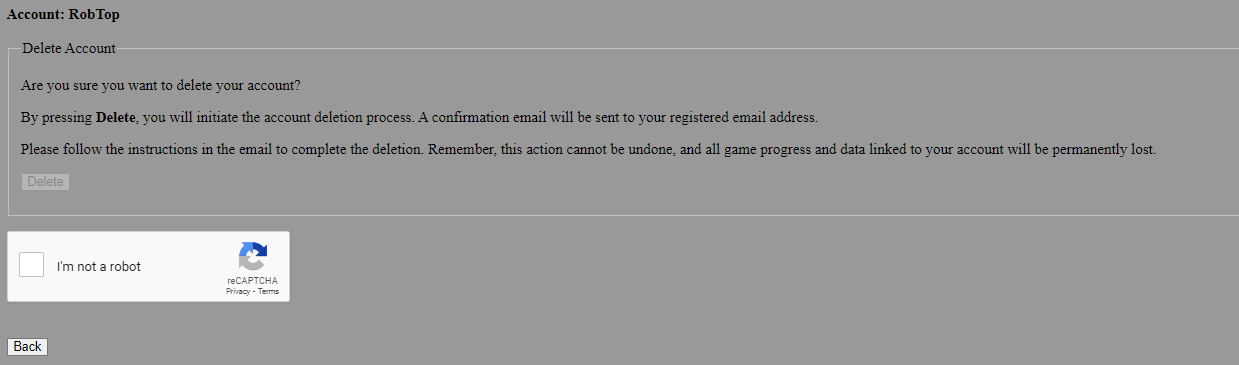 Account: RobTop
Delete Account
Are you sure you want to delete your account?
By pressing Delete, you will initiate the account deletion process. A confirmation email will be sent to your registered email address.
Please follow the instructions in the email to complete the deletion. Remember, this action cannot be undone, and all game progress and data linked to your account will be permanently lost.
Delete
I'm not a robot
reCAPTCHA
Privacy - Terms
Back